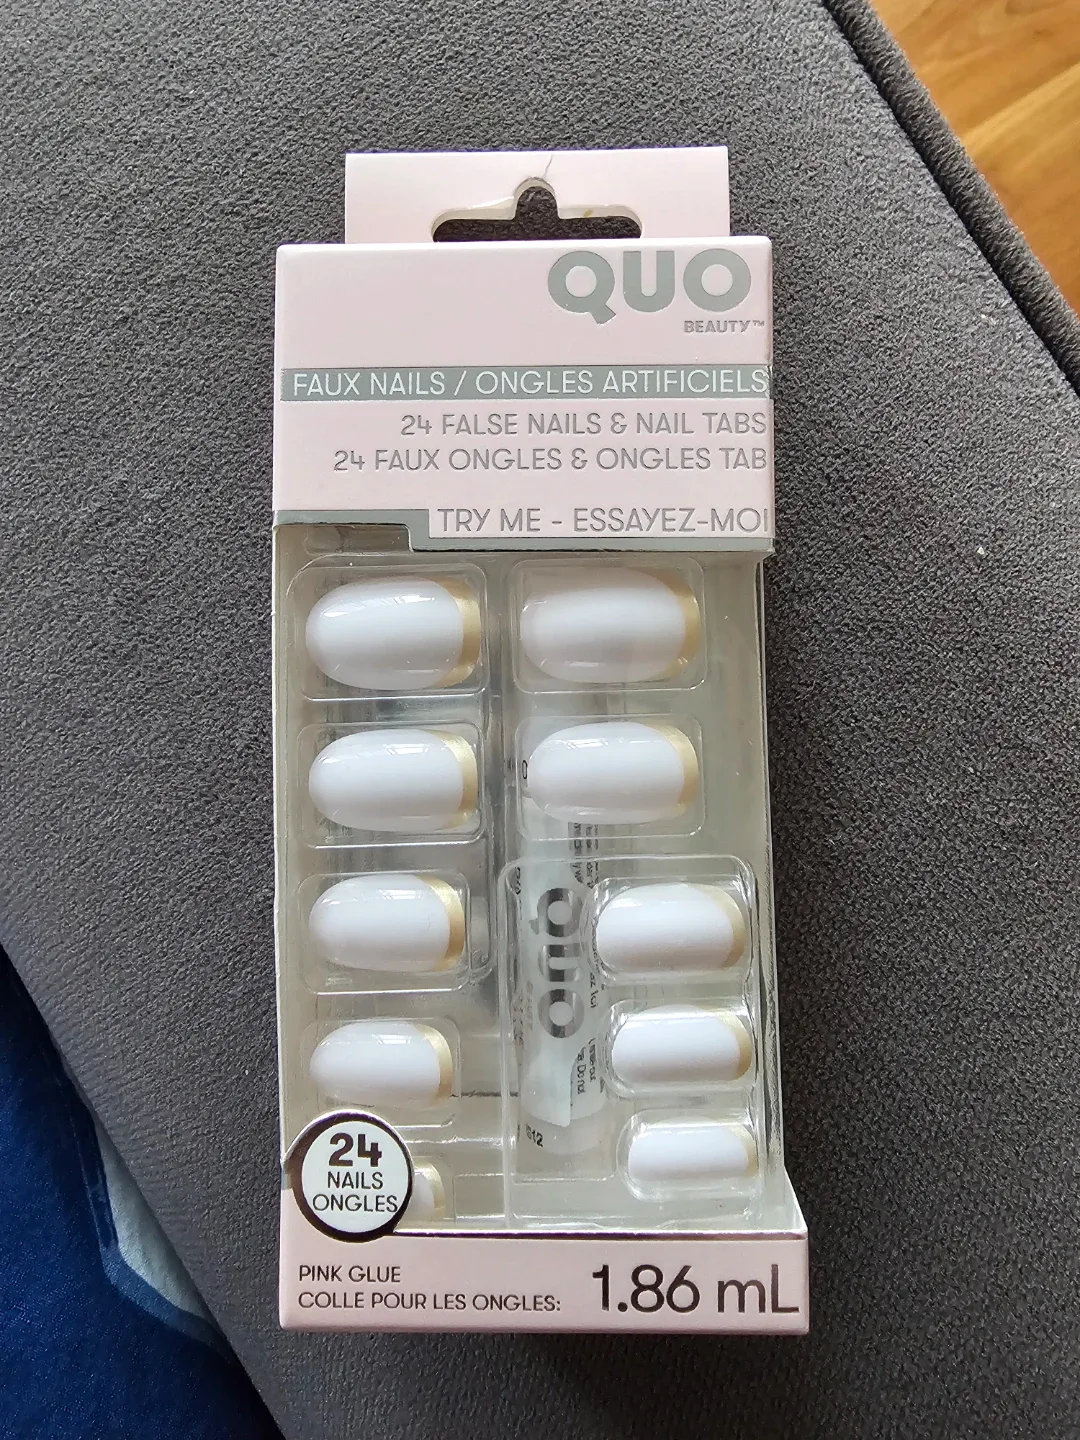 QUO
BEAUTY™
FAUX NAILS / ONGLES ARTIFICIELS
24 FALSE NAILS & NAIL TABS
24 FAUX ONGLES & ONGLES TAB
TRY ME - ESSAYEZ-MOI
quo
24
NAILS
ONGLES
PINK GLUE
COLLE POUR LES ONGLES:
1.86 mL